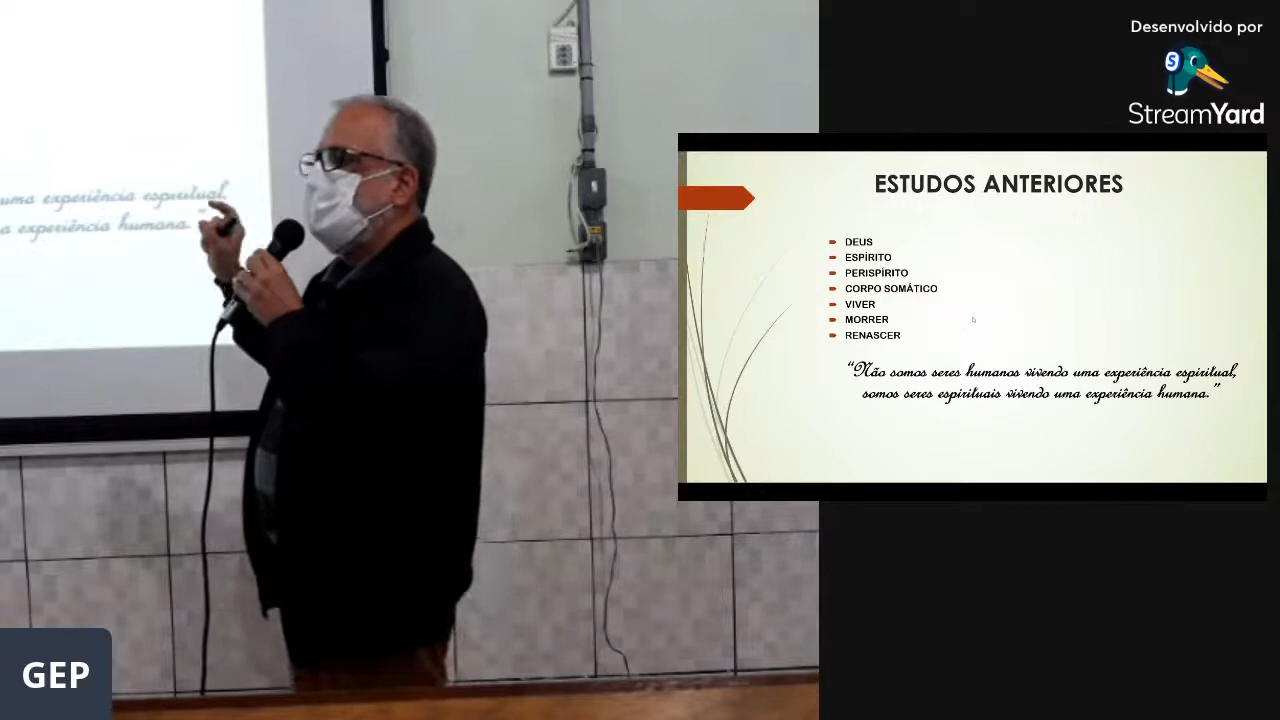 Desenvolvido por
StreamYard
uma experiência espiritual,
a experiência humana.”
ESTUDOS ANTERIORES
DEUS
ESPÍRITO
PERISPÍRITO
CORPO SOMÁTICO
VIVER
MORRER
RENASCER
“Não somos seres humanos vivendo uma experiência espiritual,
somos seres espirituais vivendo uma experiência humana.”
GEP